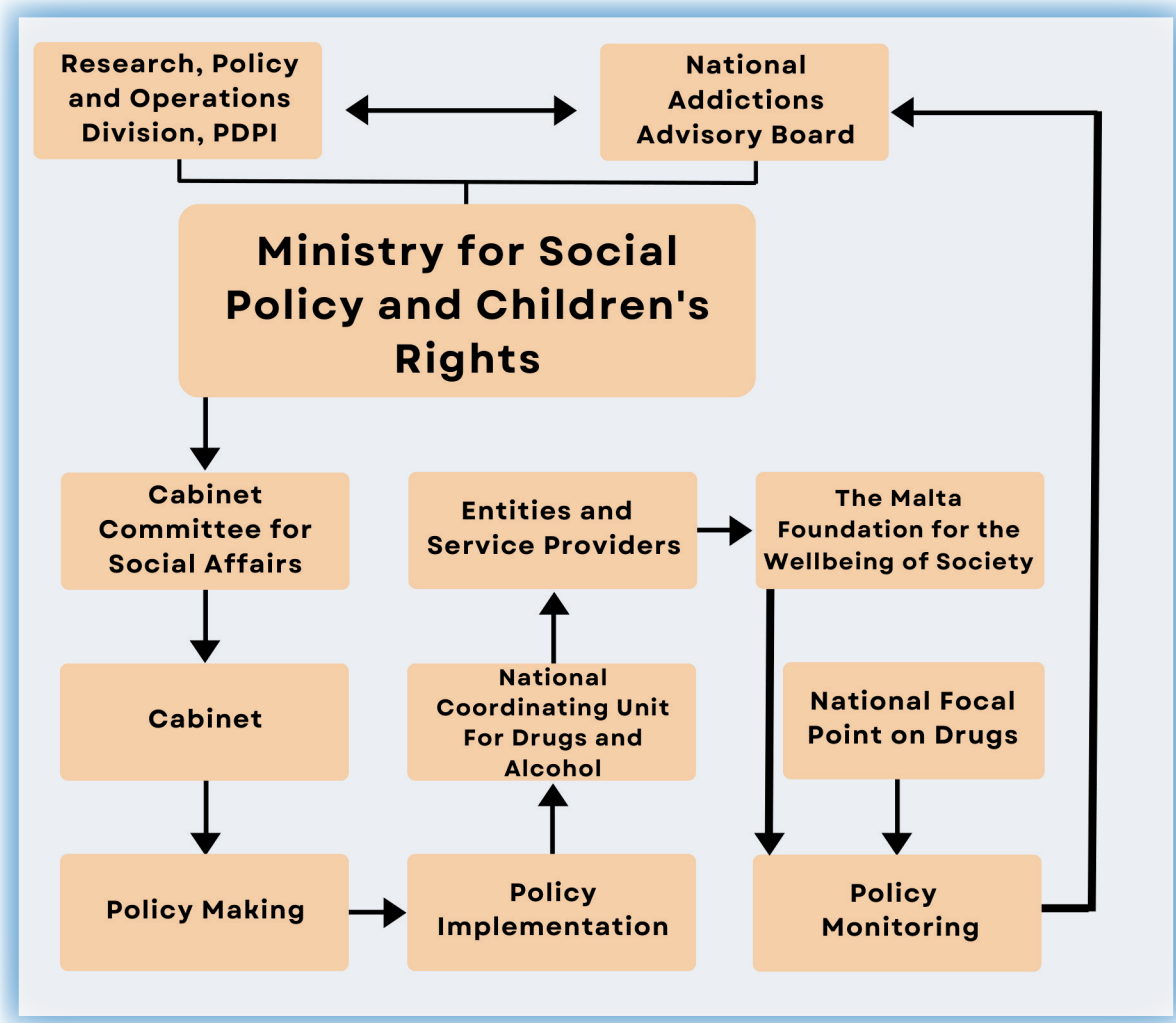 Research, Policy
and Operations
Division, PDPI
National
Addictions
Advisory Board
Ministry for Social
Policy and Children's
Rights
Cabinet
Committee for
Social Affairs
Entities and
Service Providers
The Malta
Foundation for the
Wellbeing of Society
Cabinet
National
Coordinating Unit
For Drugs and
Alcohol
National Focal
Point on Drugs
Policy Making
Policy
Implementation
Policy
Monitoring